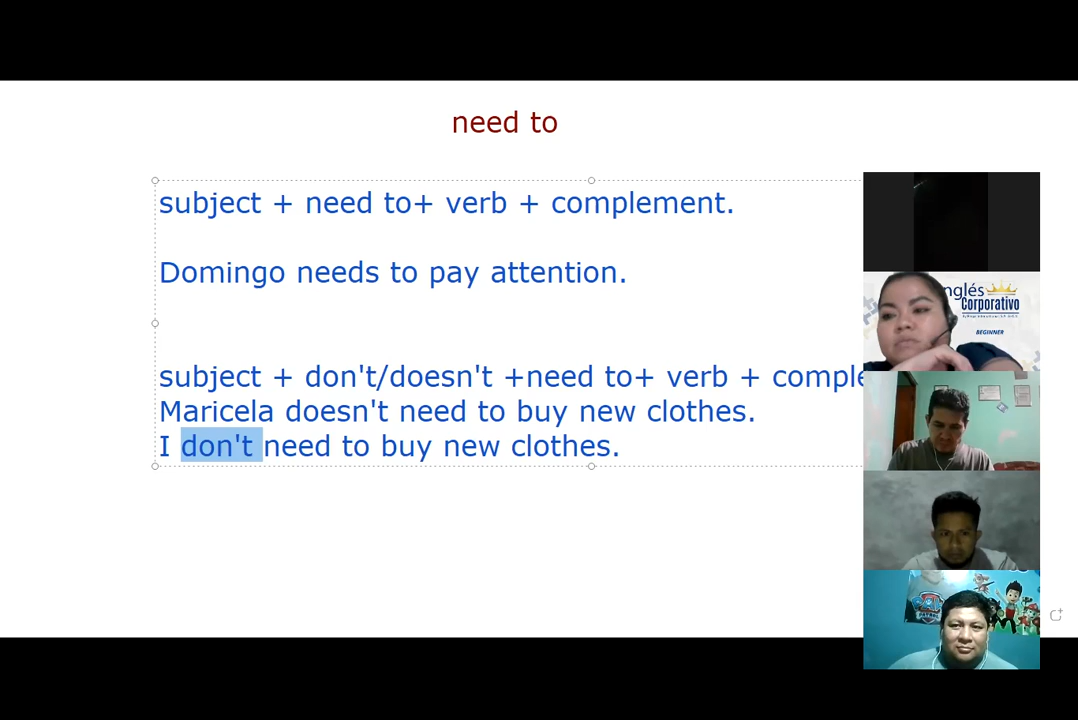 need to
subject + need to+ verb + complement.
Domingo needs to pay attention.
subject + don't/doesn't +need to+ verb + comple
Maricela doesn't need to buy new clothes.
I don't need to buy new clothes.
nglés
Corporativo
BEGINNER